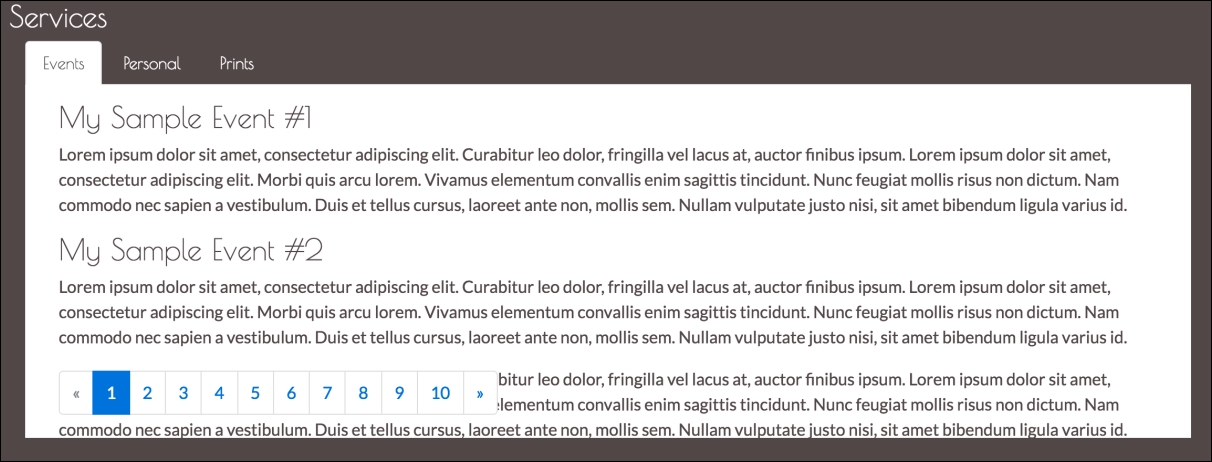 Services
Events Personal Prints
My Sample Event #1
Lorem ipsum dolor sit amet, consectetur adipiscing elit. Curabitur leo dolor, fringilla vel lacus at, auctor finibus ipsum. Lorem ipsum dolor sit amet,
consectetur adipiscing elit. Morbi quis arcu lorem. Vivamus elementum convallis enim sagittis tincidunt. Nunc feugiat mollis risus non dictum. Nam
commodo nec sapien a vestibulum. Duis et tellus cursus, laoreet ante non, mollis sem. Nullam vulputate justo nisi, sit amet bibendum ligula varius id.
My Sample Event #2
Lorem ipsum dolor sit amet, consectetur adipiscing elit. Curabitur leo dolor, fringilla vel lacus at, auctor finibus ipsum. Lorem ipsum dolor sit amet,
consectetur adipiscing elit. Morbi quis arcu lorem. Vivamus elementum convallis enim sagittis tincidunt. Nunc feugiat mollis risus non dictum. Nam
commodo nec sapien a vestibulum. Duis et tellus cursus, laoreet ante non, mollis sem. Nullam vulputate justo nisi, sit amet bibendum ligula varius id.
« 1 2 3 4 5 6 7 8 9 10 »
bitur leo dolor, fringilla vel lacus at, auctor finibus ipsum. Lorem ipsum dolor sit amet,
elementum convallis enim sagittis tincidunt. Nunc feugiat mollis risus non dictum. Nam
commodo nec sapien a vestibulum. Duis et tellus cursus, laoreet ante non, mollis sem. Nullam vulputate justo nisi, sit amet bibendum ligula varius id.